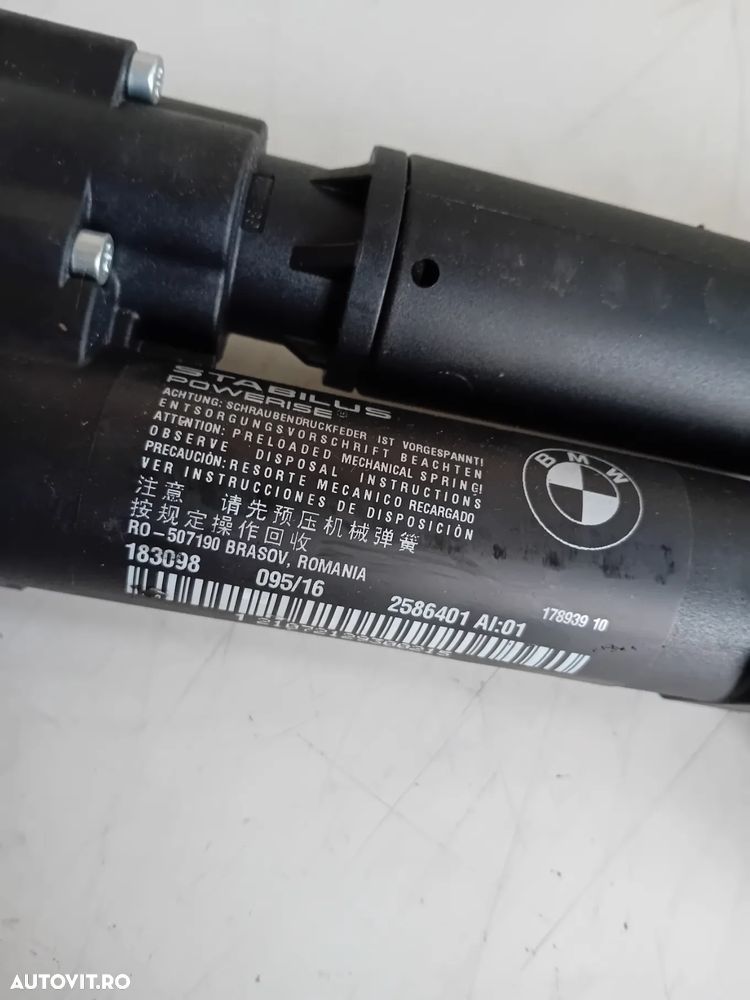 STABILUS
POWERISE
ACHTUNG: SCHRAUBENDRUCKFEDER IST VORGESPANNT!
ENTSORGUNGSVORSCHRIFT BEACHTEN
ATTENTION: PRELOADED MECHANICAL SPRING!
OBSERVE DISPOSAL INSTRUCTIONS
PRECAUCIÓN: RESORTE MECANICO RECARGADO
VER INSTRUCCIONES DE DISPOSICIÓN
注意 请先预压机械弹簧
按规定操作回收
RO-507190 BRASOV, ROMANIA
183098 095/16 2586401 AI:01 178939 10
BMW
AUTOVIT.RO